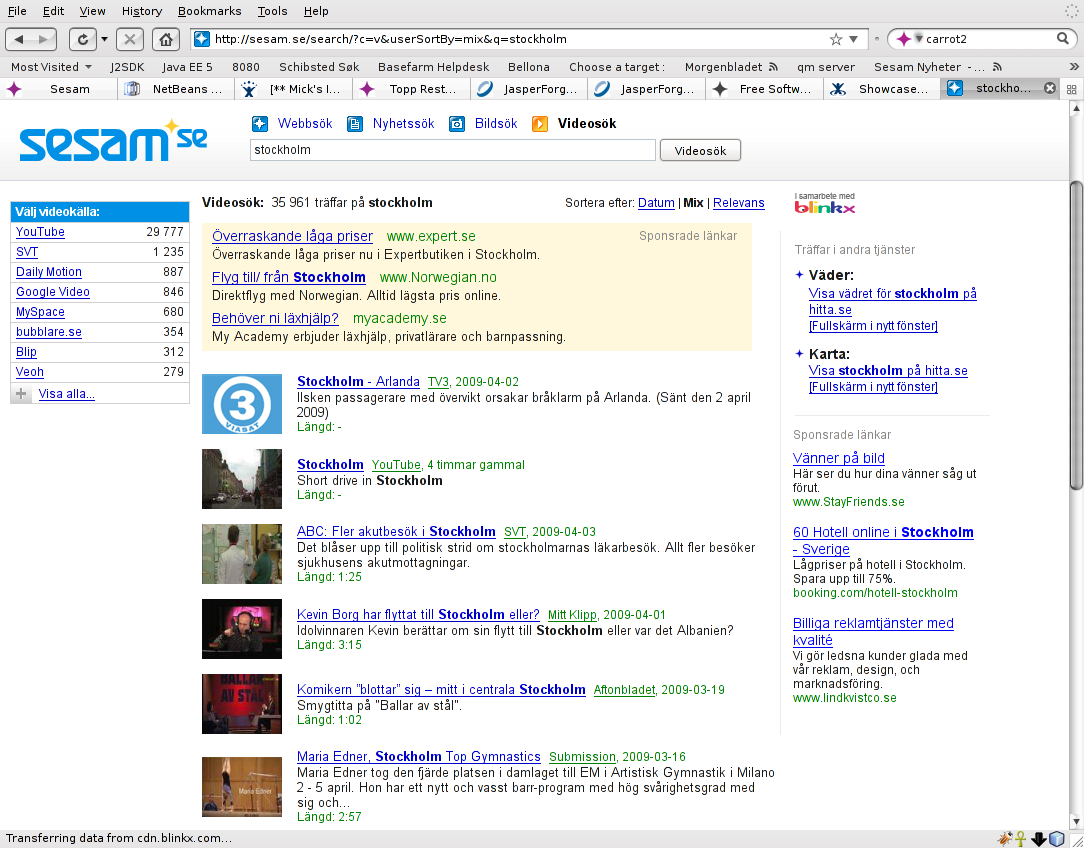 File Edit View History Bookmarks Tools Help
http://sesam.se/search/?c=v&userSortBy=mix&q=stockholm
carrot2
Most Visited J2SDK Java EE 5 8080 Schibsted Søk Basefarm Helpdesk Bellona Choose a target : Morgenbladet qm server Sesam Nyheter - ... »
Sesam NetBeans ... [** Mick's I... Topp Rest... JasperForg... JasperForg... Free Softw... Showcase... stockho...
sesam se
Webbsök Nyhetssök Bildsök Videosök
stockholm Videosök
Välj videokälla:
YouTube 29 777
SVT 1 235
Daily Motion 887
Google Video 846
MySpace 680
bubblare.se 354
Blip 312
Veoh 279
Visa alla...
Videosök: 35 961 träffar på stockholm
Sortera efter: Datum | Mix | Relevans
Överraskande låga priser www.expert.se Sponsrade länkar
Överraskande låga priser nu i Expertbutiken i Stockholm.
Flyg till/ från Stockholm www.Norwegian.no
Direktflyg med Norwegian. Alltid lägsta pris online.
Behöver ni läxhjälp? myacademy.se
My Academy erbjuder läxhjälp, privatlärare och barnpassning.
3
VIASAT
Stockholm - Arlanda TV3, 2009-04-02
Ilsken passagerare med övervikt orsakar bråklarm på Arlanda. (Sänt den 2 april
2009)
Längd: -
Stockholm YouTube, 4 timmar gammal
Short drive in Stockholm
Längd: -
ABC: Fler akutbesök i Stockholm SVT, 2009-04-03
Det blåser upp till politisk strid om stockholmarnas läkarbesök. Allt fler besöker
sjukhusens akutmottagningar.
Längd: 1:25
Kevin Borg har flyttat till Stockholm eller? Mitt Klipp, 2009-04-01
Idolvinnaren Kevin berättar om sin flytt till Stockholm eller var det Albanien?
Längd: 3:15
BALLAR
AV STÅL
Komikern "blottar" sig – mitt i centrala Stockholm Aftonbladet, 2009-03-19
Smygtitta på "Ballar av stål".
Längd: 1:02
Maria Edner
Maria Edner, Stockholm Top Gymnastics Submission, 2009-03-16
Maria Edner tog den fjärde platsen i damlaget till EM i Artistisk Gymnastik i Milano
2 - 5 april. Hon har ett nytt och vasst barr-program med hög svårighetsgrad med
sig och...
Längd: 2:57
I samarbete med
blinkx
Träffar i andra tjänster
Väder:
Visa vädret för stockholm på
hitta.se
[Fullskärm i nytt fönster]
Karta:
Visa stockholm på hitta.se
[Fullskärm i nytt fönster]
Sponsrade länkar
Vänner på bild
Här ser du hur dina vänner såg ut
förut.
www.StayFriends.se
60 Hotell online i Stockholm
- Sverige
Lågpriser på hotell i Stockholm.
Spara upp till 75%.
booking.com/hotell-stockholm
Billiga reklamtjänster med
kvalité
Vi gör ledsna kunder glada med
vår reklam, design, och
marknadsföring.
www.lindkvistco.se
Transferring data from cdn.blinkx.com...